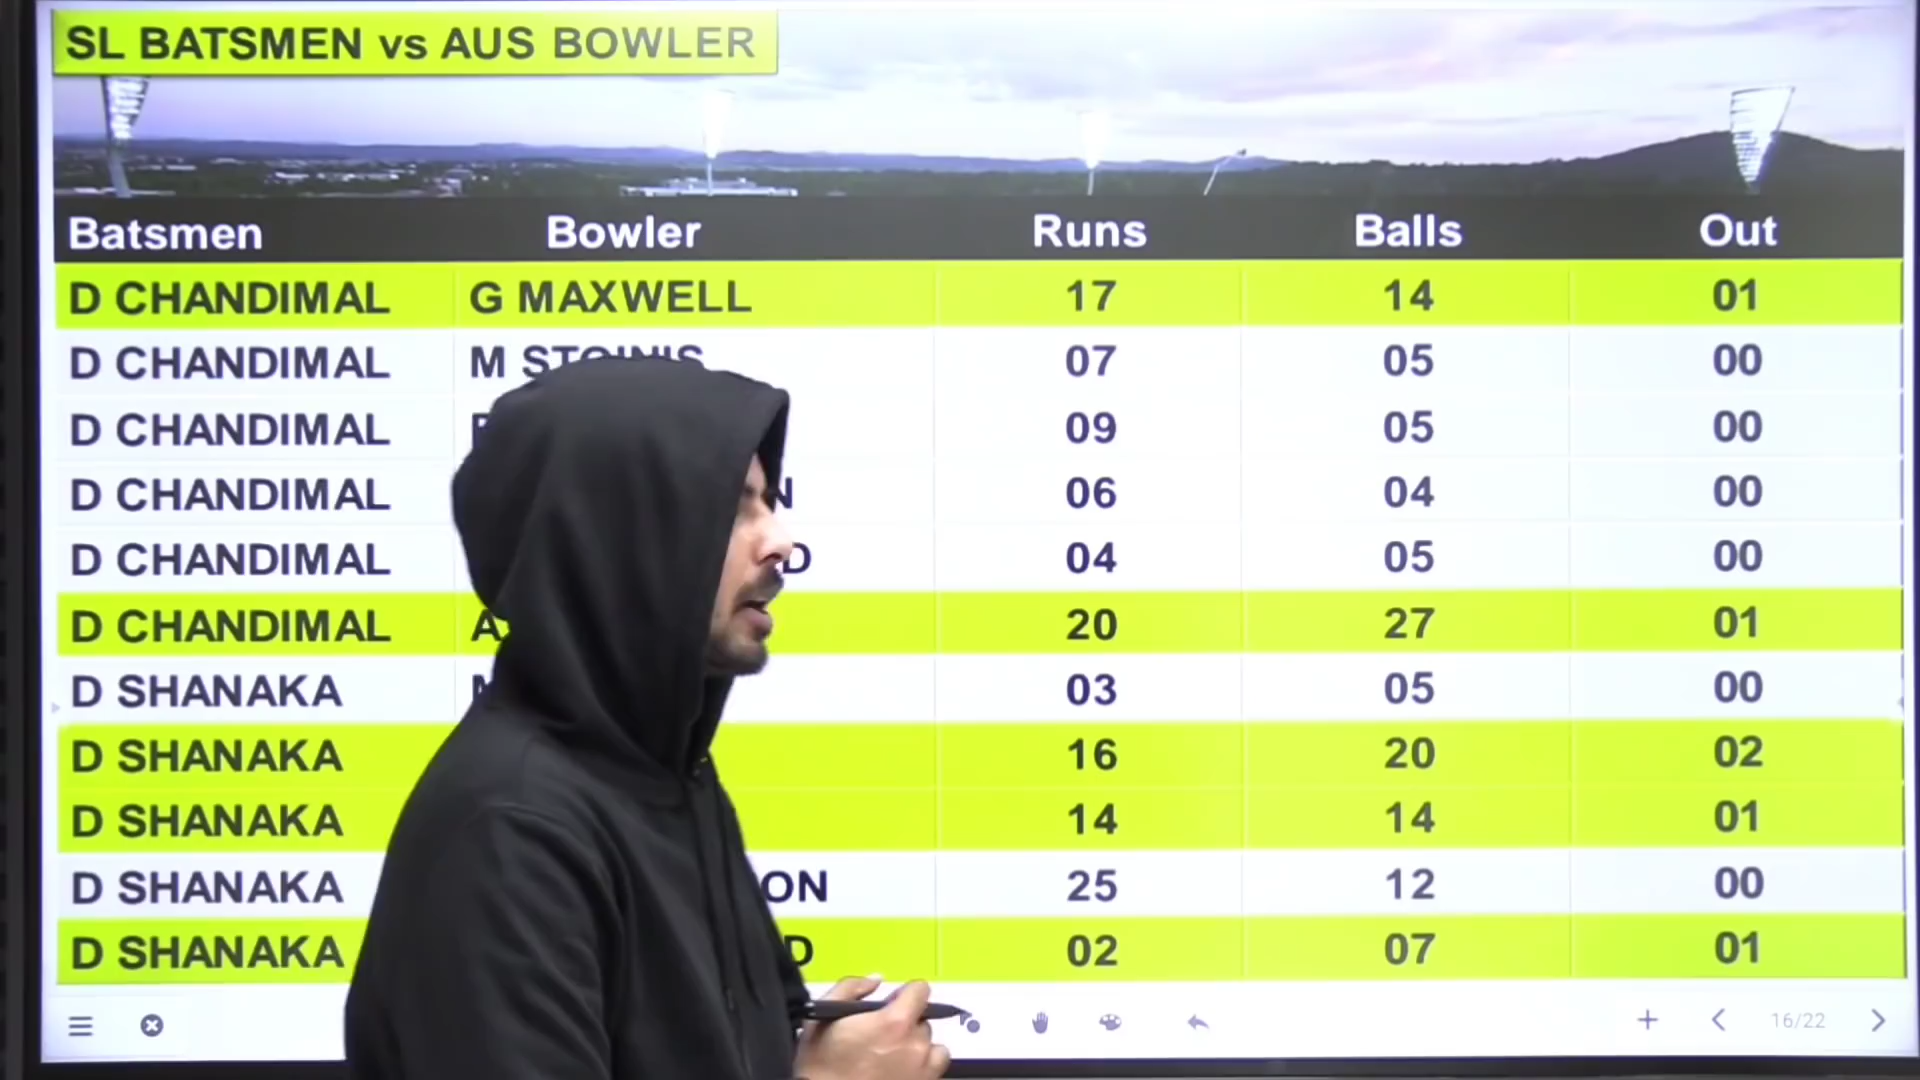 SL BATSMEN vs AUS BOWLER
Batsmen Bowler Runs Balls Out
D CHANDIMAL G MAXWELL 17 14 01
D CHANDIMAL M STOINIS 07 05 00
D CHANDIMAL 09 05 00
D CHANDIMAL 06 04 00
D CHANDIMAL 04 05 00
D CHANDIMAL 20 27 01
D SHANAKA 03 05 00
D SHANAKA 16 20 02
D SHANAKA 14 14 01
D SHANAKA 25 12 00
D SHANAKA 02 07 01
16/22